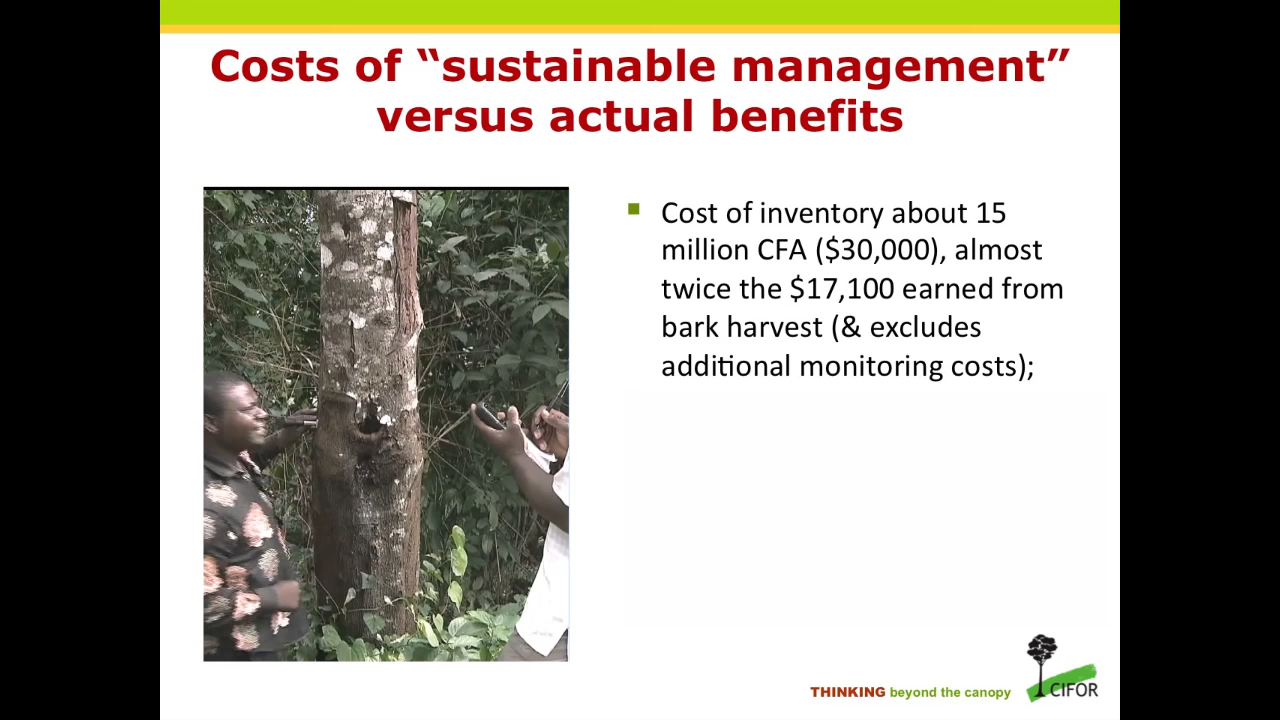 Costs of “sustainable management”
versus actual benefits
Cost of inventory about 15
million CFA ($30,000), almost
twice the $17,100 earned from
bark harvest (& excludes
additional monitoring costs);
THINKING beyond the canopy
CIFOR